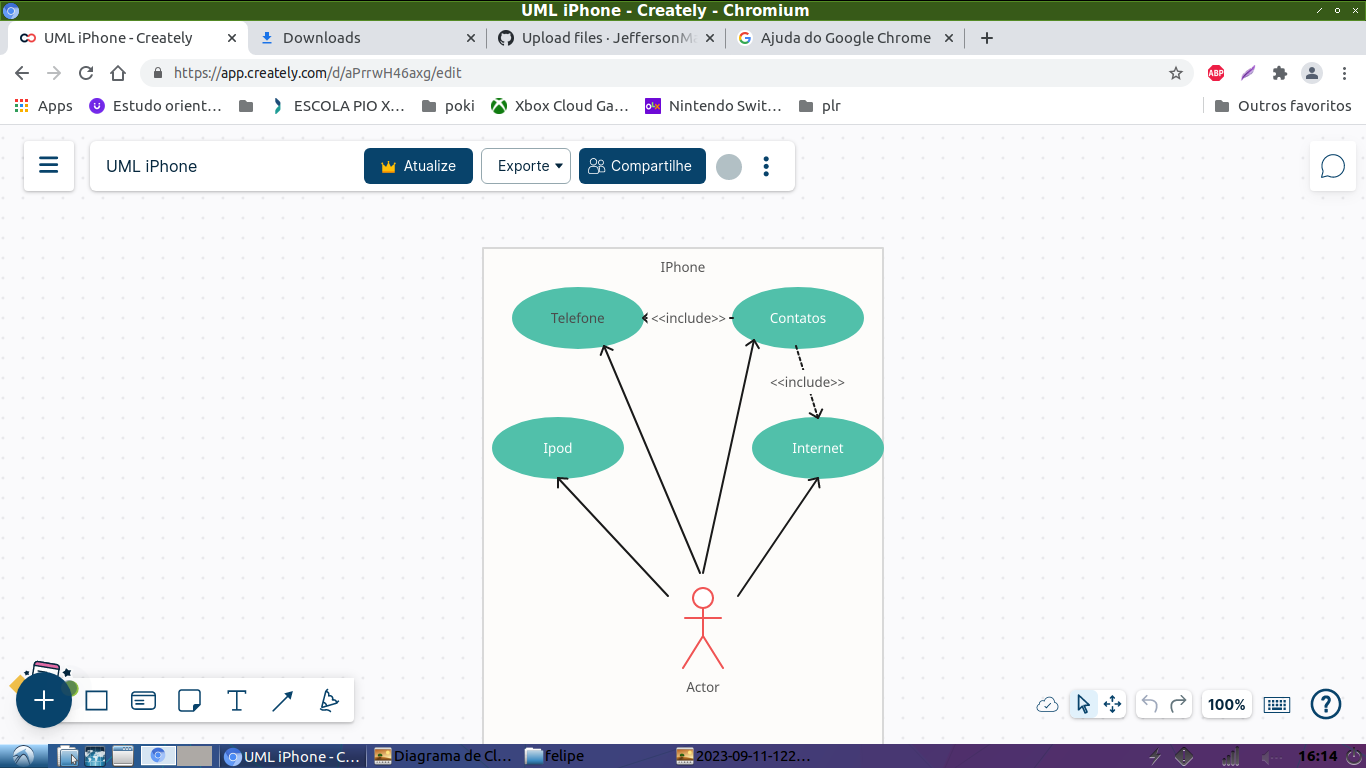 UML iPhone - Creately - Chromium
UML iPhone - Creately
Downloads
Upload files · JeffersonMa
Ajuda do Google Chrome
https://app.creately.com/d/aPrrwH46axg/edit
ABP
Apps
Estudo orient…
ESCOLA PIO X…
poki
Xbox Cloud Ga…
OLX
Nintendo Swit…
plr
Outros favoritos
UML iPhone
Atualize
Exporte
Compartilhe
IPhone
Telefone
<<include>>
Contatos
<<include>>
Ipod
Internet
Actor
T
100%
?
UML iPhone - C…
Diagrama de Cl…
felipe
2023-09-11-122…
16:14